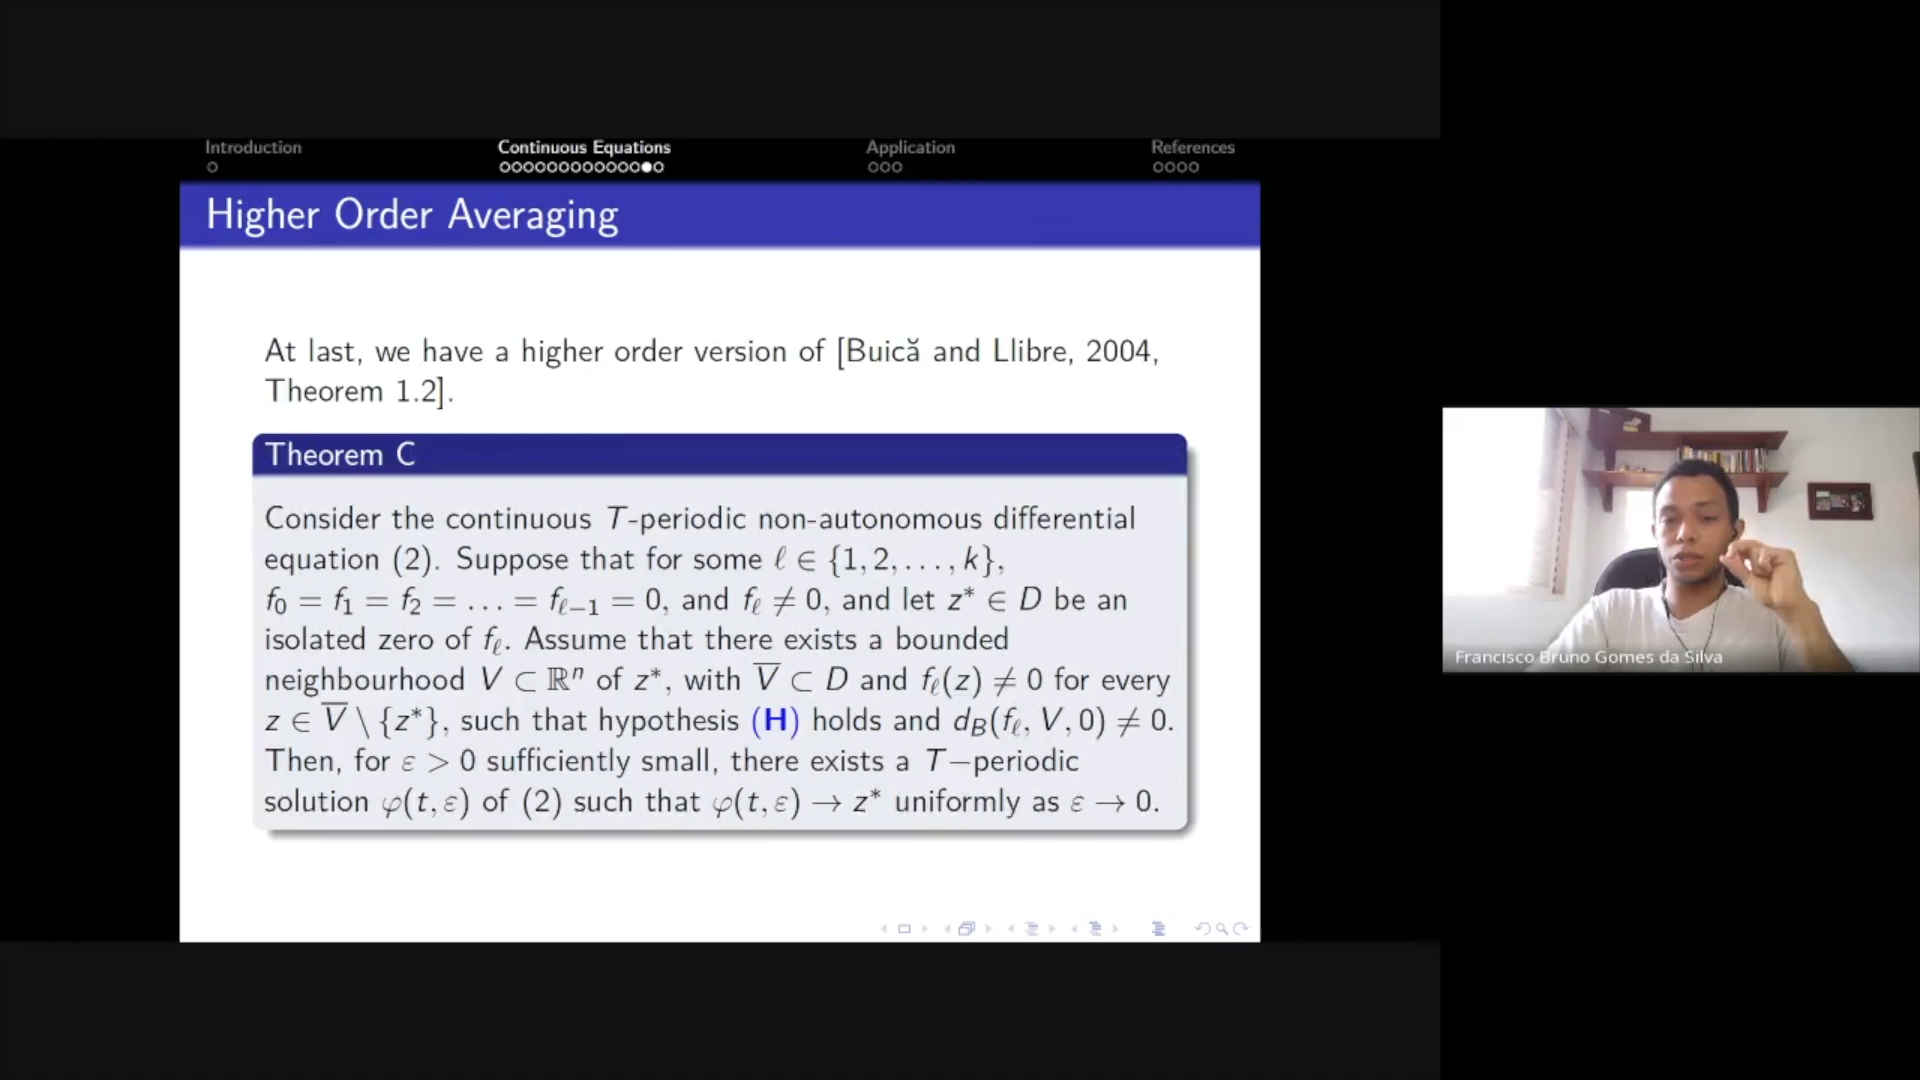 Introduction
Continuous Equations
Application
References
Higher Order Averaging
At last, we have a higher order version of [Buică and Llibre, 2004,
Theorem 1.2].
Theorem C
Consider the continuous T-periodic non-autonomous differential
equation (2). Suppose that for some ℓ ∈ {1, 2, . . . , k},
f₀ = f₁ = f₂ = . . . = f_{ℓ−1} = 0, and f_ℓ ≠ 0, and let z* ∈ D be an
isolated zero of f_ℓ. Assume that there exists a bounded
neighbourhood V ⊂ ℝⁿ of z*, with V̅ ⊂ D and f_ℓ(z) ≠ 0 for every
z ∈ V̅ \ {z*}, such that hypothesis (H) holds and d_B(f_ℓ, V, 0) ≠ 0.
Then, for ε > 0 sufficiently small, there exists a T−periodic
solution φ(t, ε) of (2) such that φ(t, ε) → z* uniformly as ε → 0.
Francisco Bruno Gomes da Silva